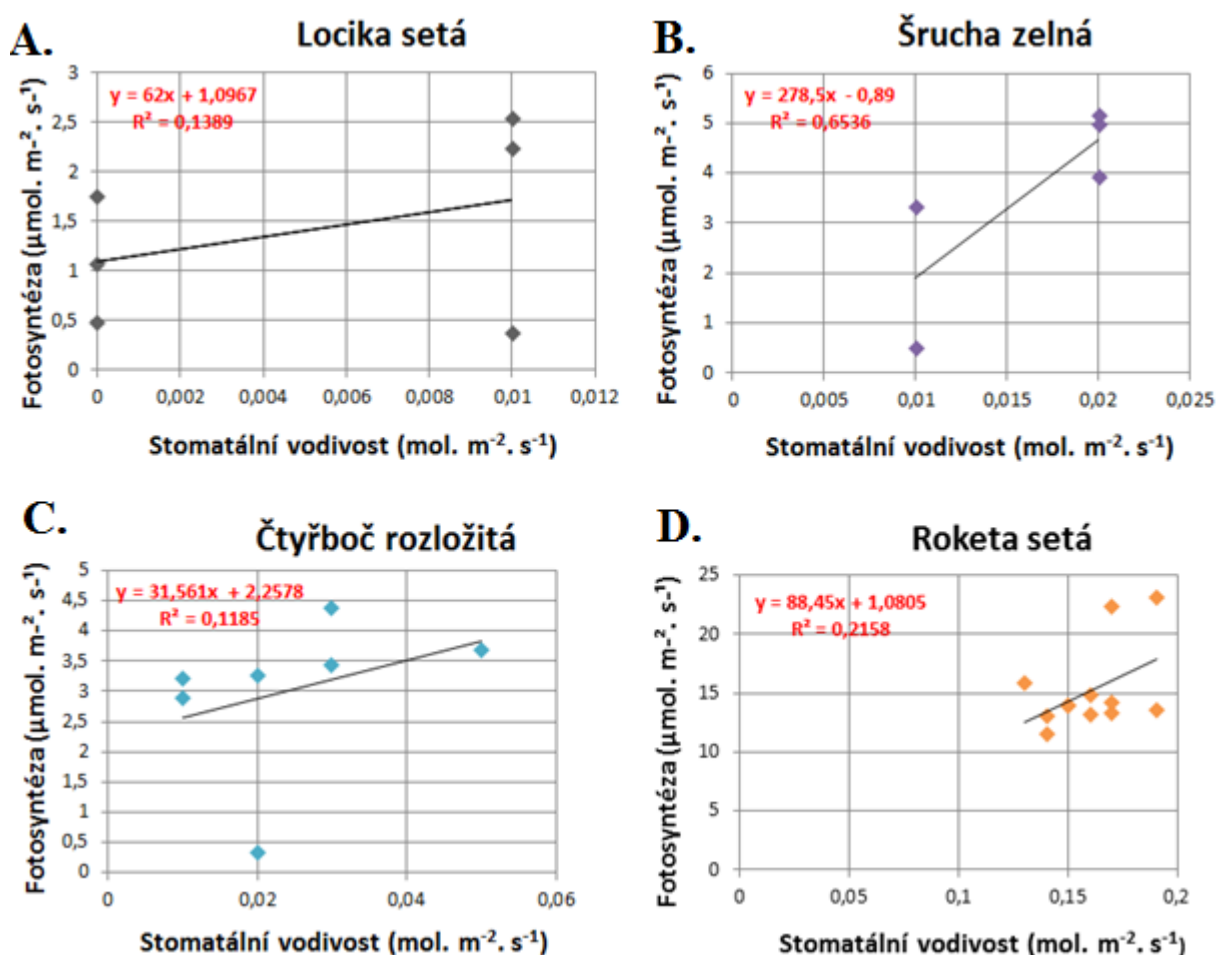 A.
Locika setá
Fotosyntéza (µmol. m-². s-¹)
y = 62x + 1,0967
R² = 0,1389
3
2,5
2
1,5
1
0,5
0
0 0,002 0,004 0,006 0,008 0,01 0,012
Stomatální vodivost (mol. m⁻². s⁻¹)
B.
Šrucha zelná
Fotosyntéza (µmol. m-². s-¹)
y = 278,5x - 0,89
R² = 0,6536
6
5
4
3
2
1
0
0 0,005 0,01 0,015 0,02 0,025
Stomatální vodivost (mol. m⁻². s⁻¹)
C.
Čtyřboč rozložitá
Fotosyntéza (µmol. m-². s-¹)
y = 31,561x + 2,2578
R² = 0,1185
5
4,5
4
3,5
3
2,5
2
1,5
1
0,5
0
0 0,02 0,04 0,06
Stomatální vodivost (mol. m⁻². s⁻¹)
D.
Roketa setá
Fotosyntéza (µmol. m-². s-¹)
y = 88,45x + 1,0805
R² = 0,2158
25
20
15
10
5
0
0 0,05 0,1 0,15 0,2
Stomatální vodivost (mol. m⁻². s⁻¹)